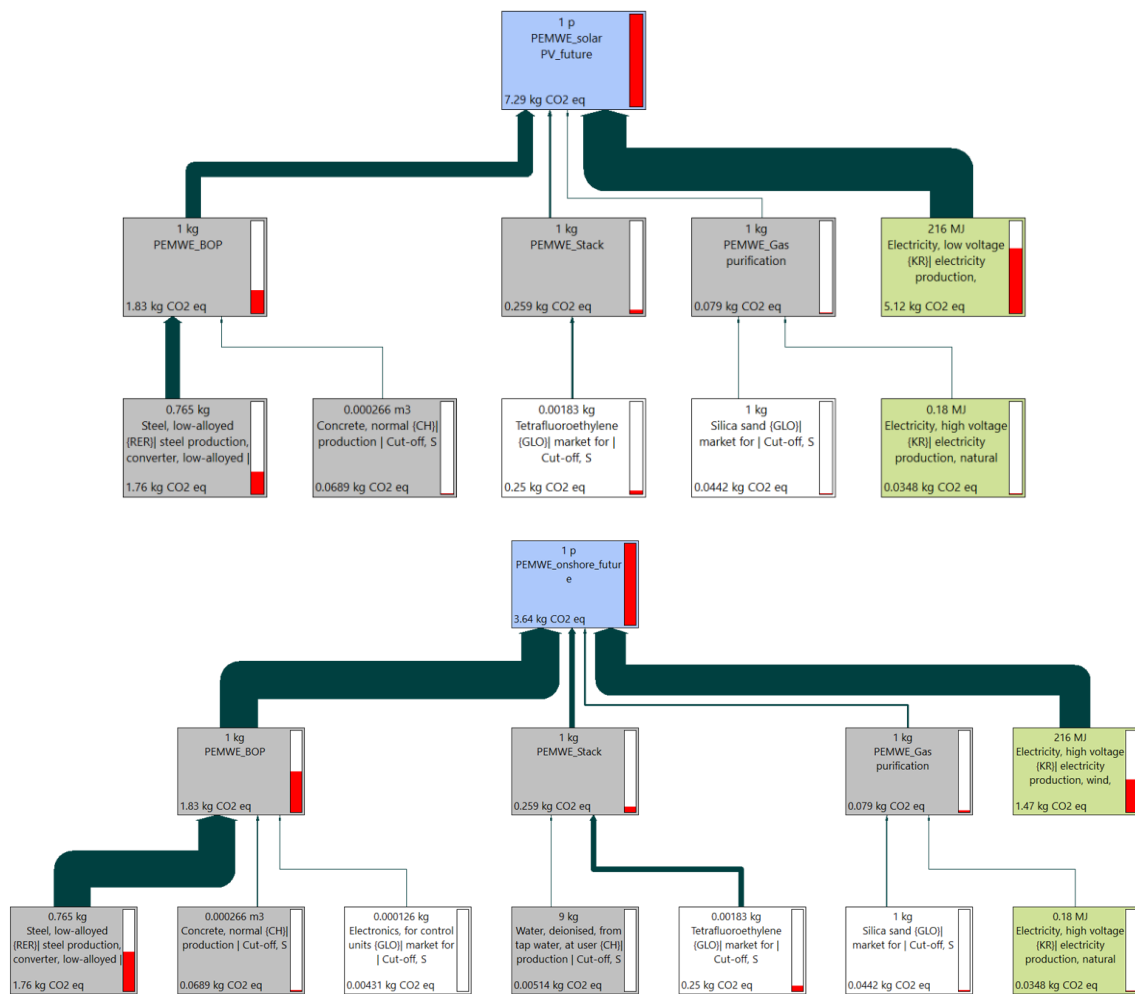 1 p
PEMWE_solar
PV_future
7.29 kg CO2 eq
1 kg
PEMWE_BOP
1.83 kg CO2 eq
1 kg
PEMWE_Stack
0.259 kg CO2 eq
1 kg
PEMWE_Gas
purification
0.079 kg CO2 eq
216 MJ
Electricity, low voltage
{KR}| electricity
production,
5.12 kg CO2 eq
0.765 kg
Steel, low-alloyed
{RER}| steel production,
converter, low-alloyed |
1.76 kg CO2 eq
0.000266 m3
Concrete, normal {CH}|
production | Cut-off, S
0.0689 kg CO2 eq
0.00183 kg
Tetrafluoroethylene
{GLO}| market for |
Cut-off, S
0.25 kg CO2 eq
1 kg
Silica sand {GLO}|
market for | Cut-off, S
0.0442 kg CO2 eq
0.18 MJ
Electricity, high voltage
{KR}| electricity
production, natural
0.0348 kg CO2 eq
1 p
PEMWE_onshore_futur
e
3.64 kg CO2 eq
1 kg
PEMWE_BOP
1.83 kg CO2 eq
1 kg
PEMWE_Stack
0.259 kg CO2 eq
1 kg
PEMWE_Gas
purification
0.079 kg CO2 eq
216 MJ
Electricity, high voltage
{KR}| electricity
production, wind,
1.47 kg CO2 eq
0.765 kg
Steel, low-alloyed
{RER}| steel production,
converter, low-alloyed |
1.76 kg CO2 eq
0.000266 m3
Concrete, normal {CH}|
production | Cut-off, S
0.0689 kg CO2 eq
0.000126 kg
Electronics, for control
units {GLO}| market for
| Cut-off, S
0.00431 kg CO2 eq
9 kg
Water, deionised, from
tap water, at user {CH}|
production | Cut-off, S
0.00514 kg CO2 eq
0.00183 kg
Tetrafluoroethylene
{GLO}| market for |
Cut-off, S
0.25 kg CO2 eq
1 kg
Silica sand {GLO}|
market for | Cut-off, S
0.0442 kg CO2 eq
0.18 MJ
Electricity, high voltage
{KR}| electricity
production, natural
0.0348 kg CO2 eq